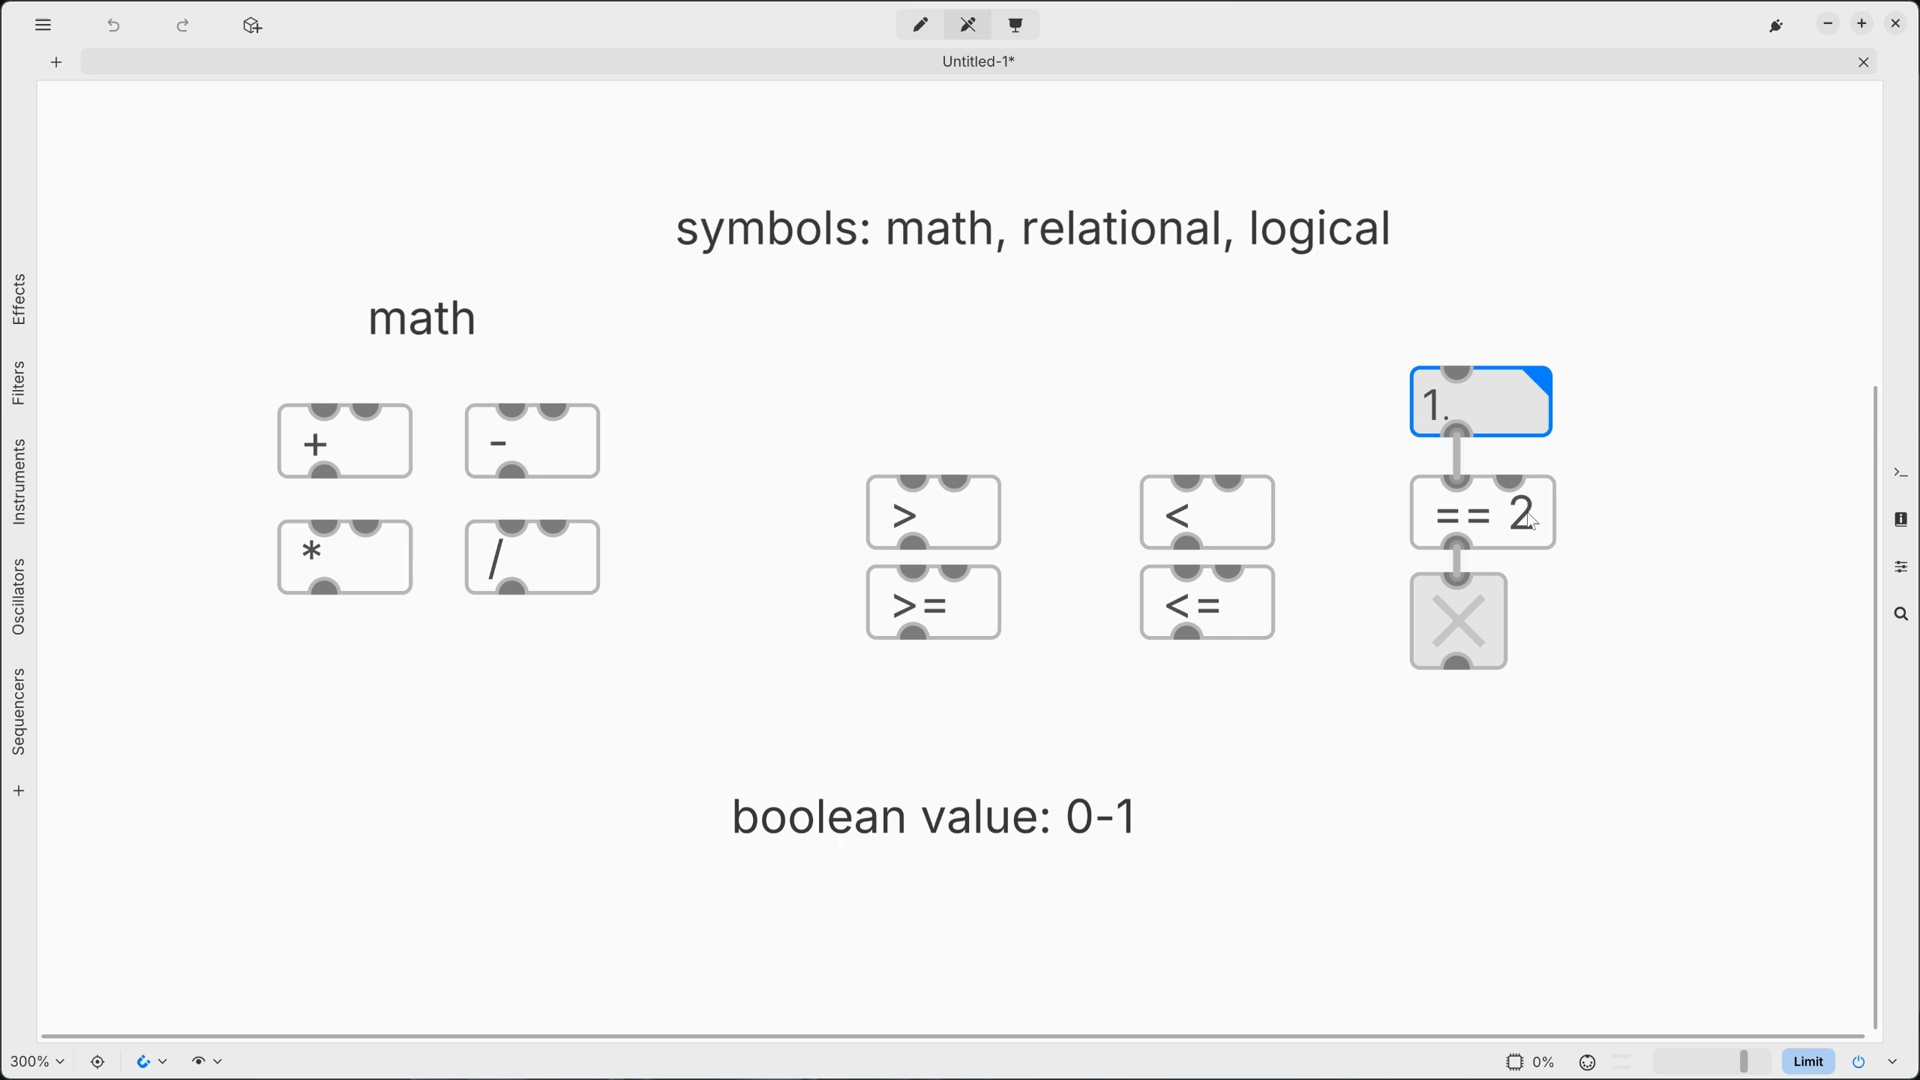 Untitled-1*
symbols: math, relational, logical
math
1.
+
-
>
<
== 2
*
/
>=
<=
boolean value: 0-1
Effects
Filters
Instruments
Oscillators
Sequencers
300%
0%
Limit